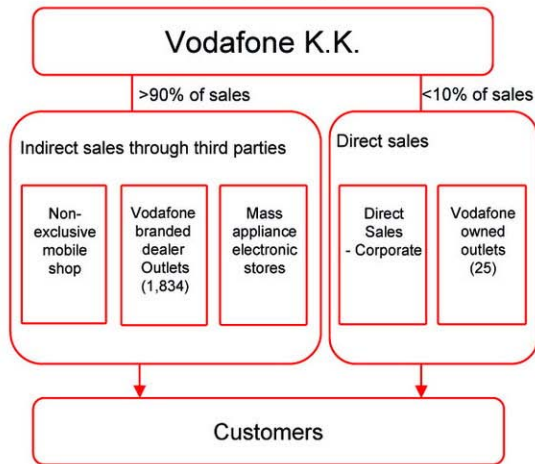 Vodafone K.K.
>90% of sales
<10% of sales
Indirect sales through third parties
Non-
exclusive
mobile
shop
Vodafone
branded
dealer
Outlets
(1,834)
Mass
appliance
electronic
stores
Direct sales
Direct
Sales
- Corporate
Vodafone
owned
outlets
(25)
Customers